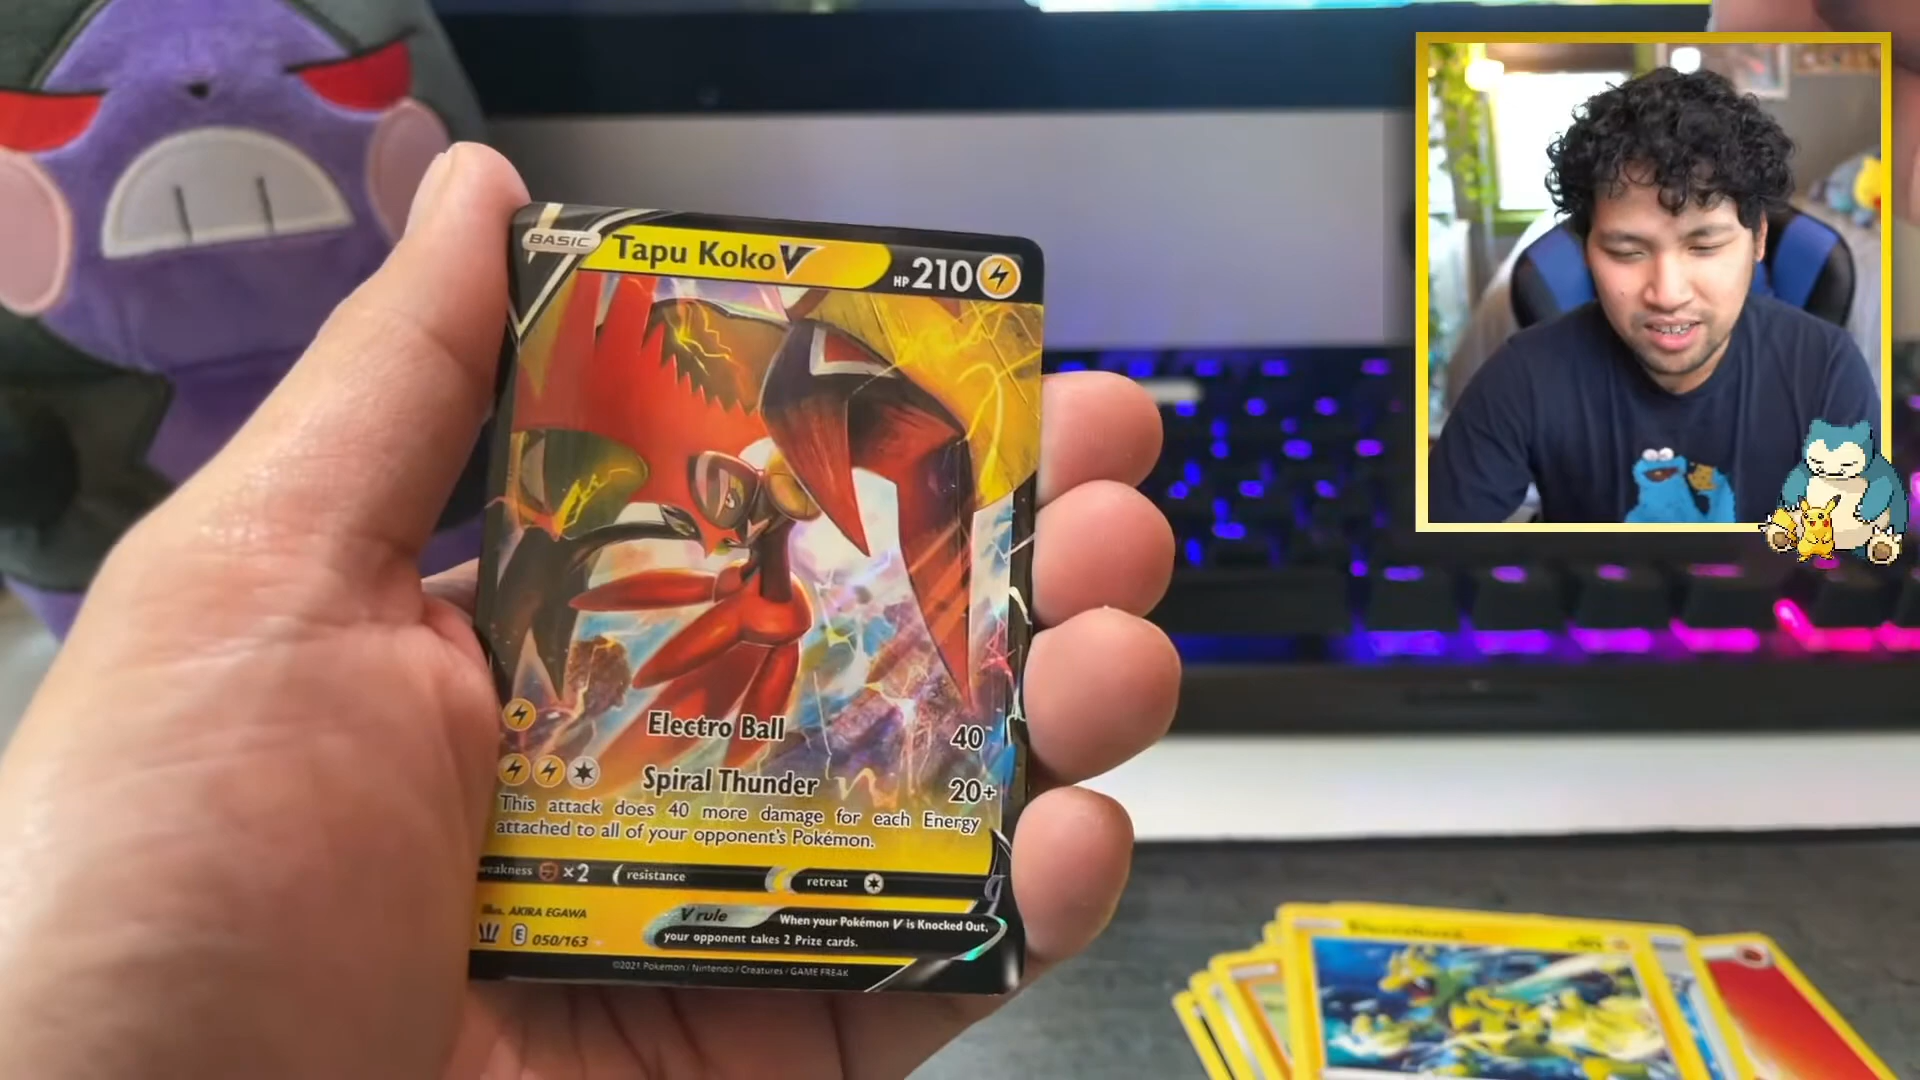 BASIC
Tapu Koko V
HP 210
Electro Ball 40
Spiral Thunder 20+
This attack does 40 more damage for each Energy
attached to all of your opponent's Pokémon.
weakness ×2 resistance retreat
Illus. AKIRA EGAWA
E 050/163
V rule When your Pokémon V is Knocked Out,
your opponent takes 2 Prize cards.
©2021 Pokémon / Nintendo / Creatures / GAME FREAK